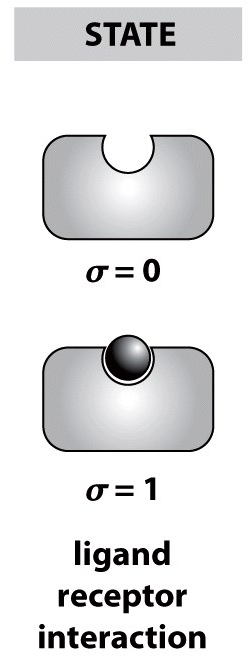 STATE
σ = 0
σ = 1
ligand
receptor
interaction